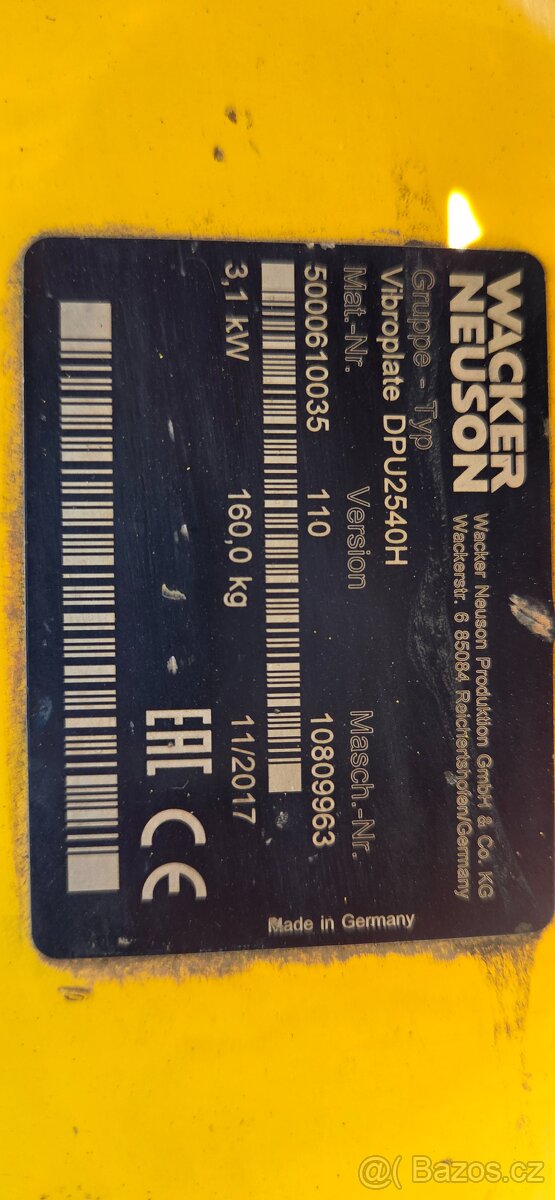 WACKER
NEUSON
Wacker Neuson Produktion GmbH & Co. KG
Wackerstr. 6 85084 Reichertshofen/Germany
Gruppe - Typ
Vibroplate DPU2540H
Mat.-Nr. Version Masch.-Nr.
5000610035 110 10809963
3,1 kW 160,0 kg 11/2017
EAC CE
Made in Germany
@Bazos.cz